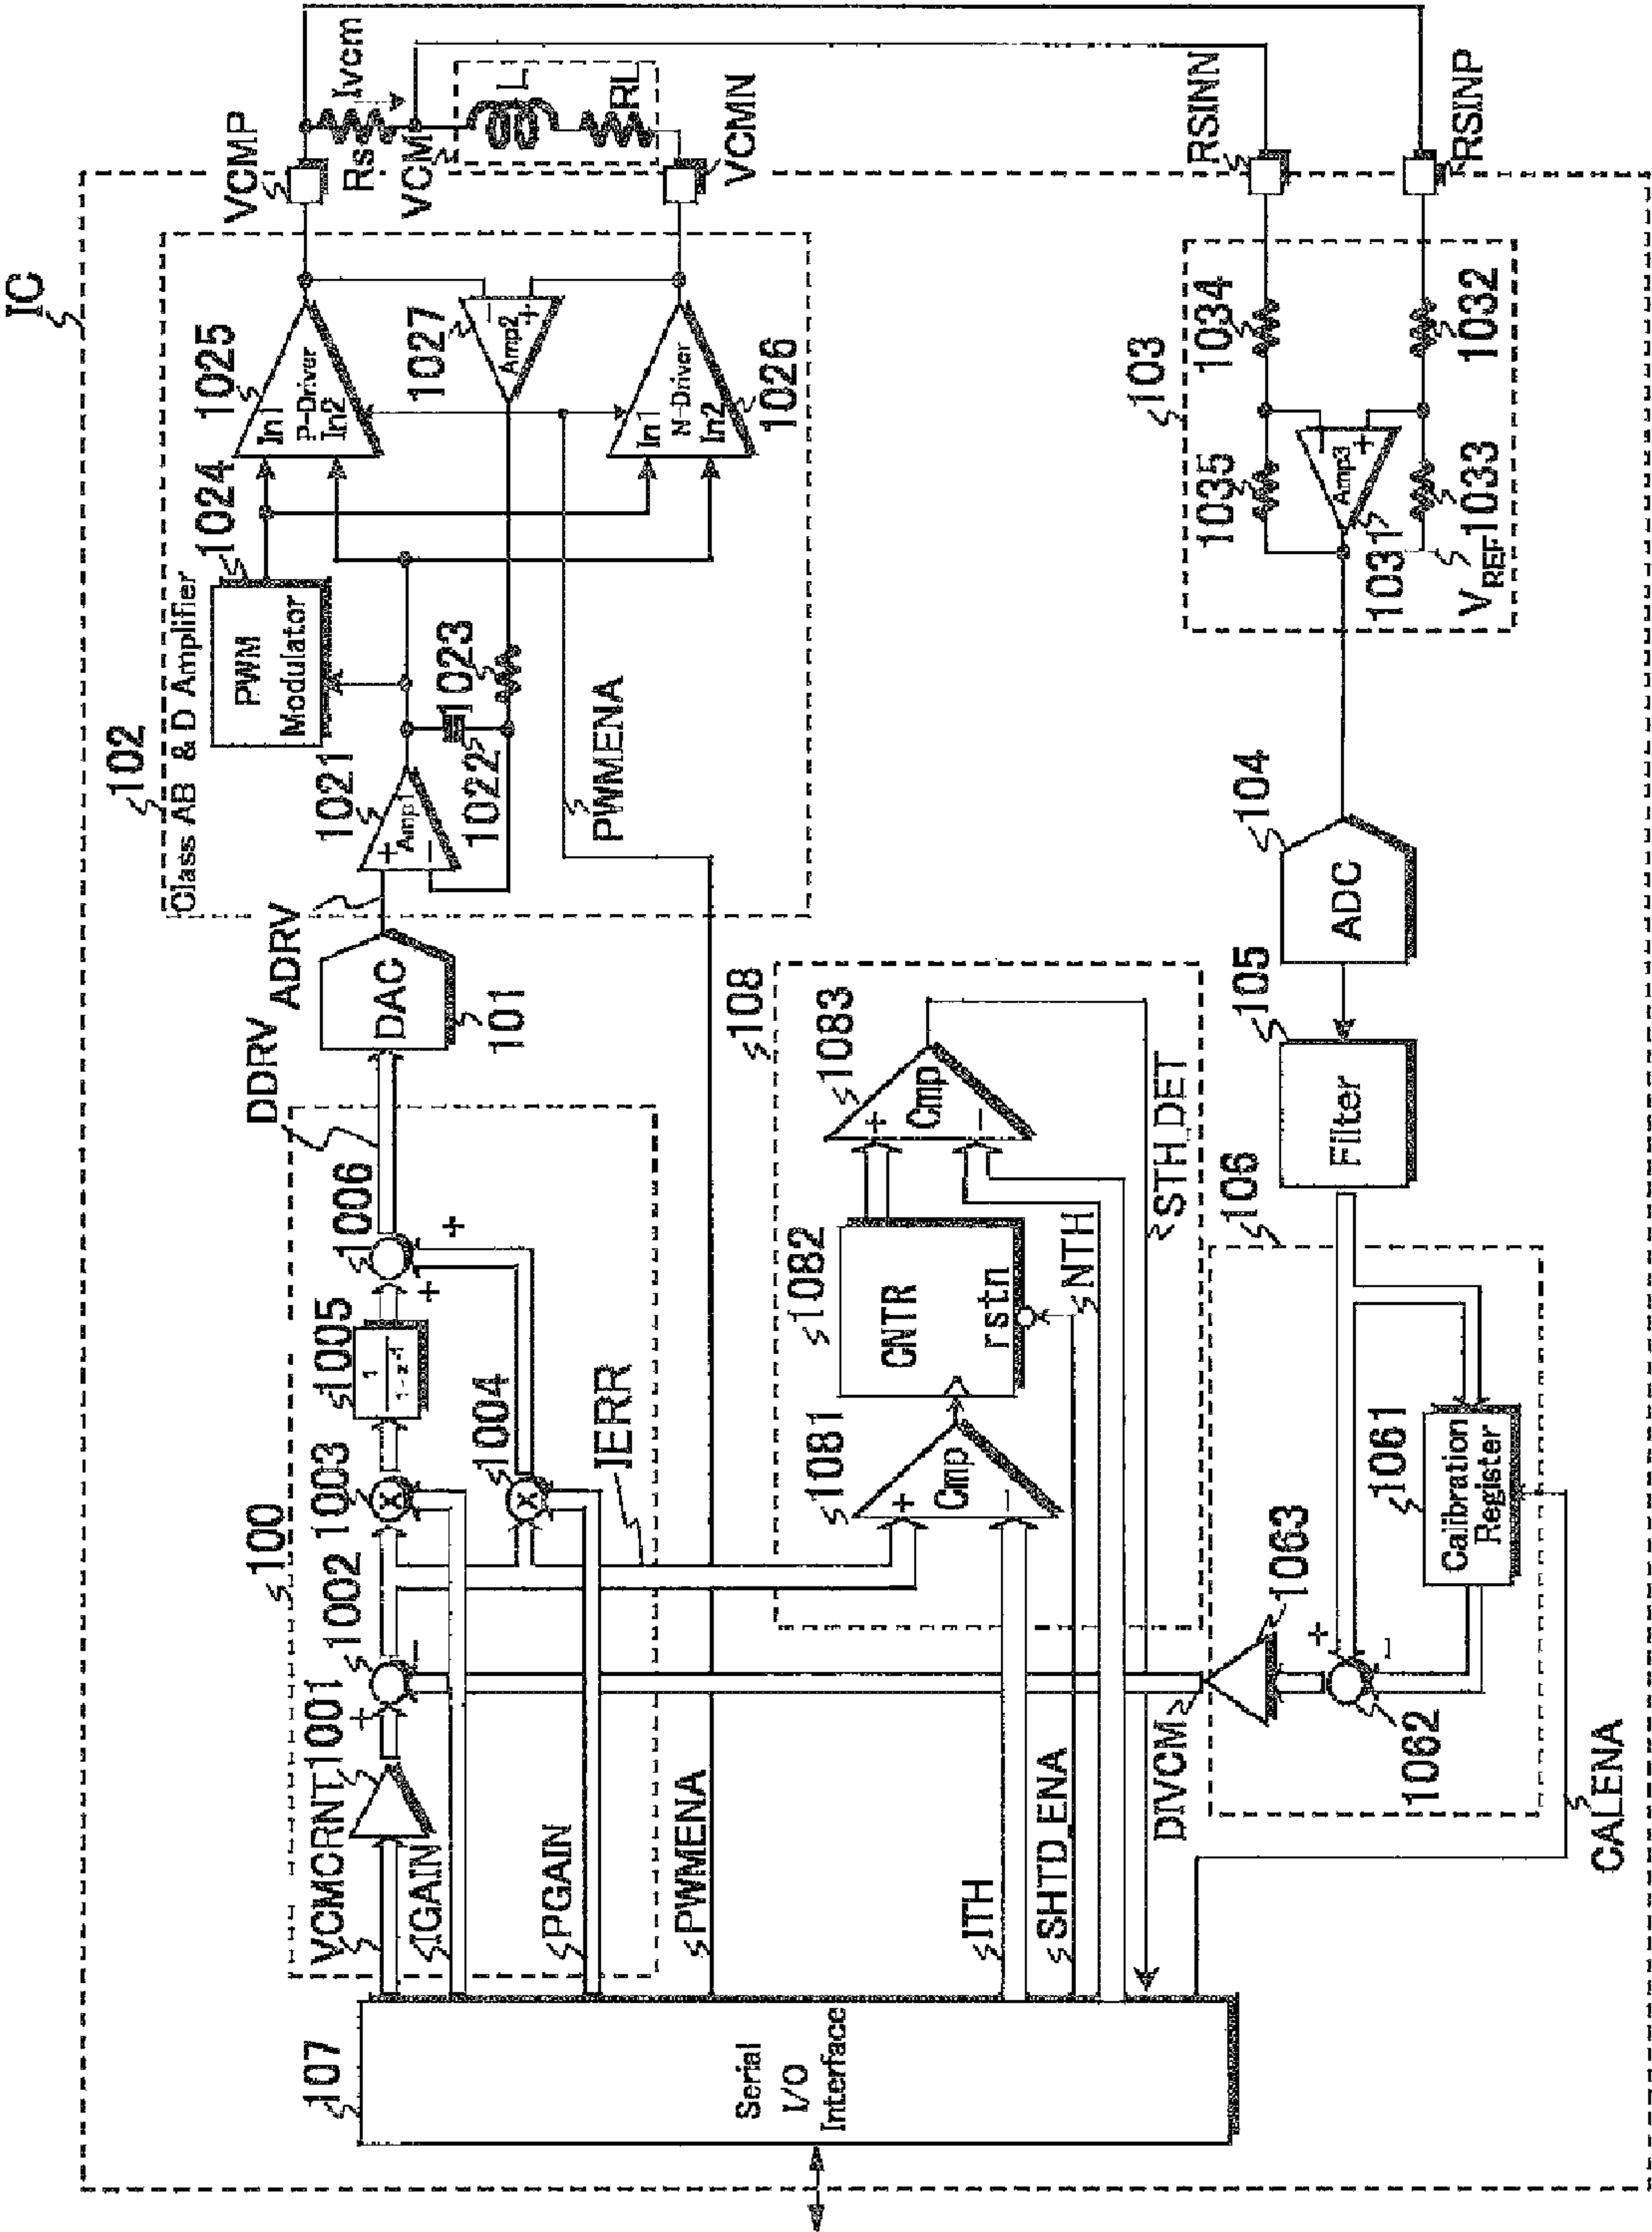 IC
107
Serial
I/O
Interface
100
VCMCRNT
1001
1002
1003
1005
1006
DDRV
ADRV
+
−
+
+
1
1-z⁻¹
IGAIN
PGAIN
1004
IERR
DAC
101
102
Class AB & D Amplifier
1021
Amp1
+
−
1022
1023
PWM
Modulator
1024
1025
In1
P-Driver
In2
1027
Amp2
−
+
In1
N-Driver
In2
1026
PWMENA
PWMENA
VCMP
Rs
Ivcm
VCM
L
RL
VCMN
108
ITH
SHTD_ENA
1081
Cmp
+
−
1082
CNTR
rstn
1083
Cmp
+
−
NTH
STH_DET
DIVCM
CALENA
106
1063
1062
+
−
1061
Calibration
Register
105
Filter
104
ADC
103
1035
1034
Amp3
−
+
1031
VREF
1033
1032
RSINN
RSINP